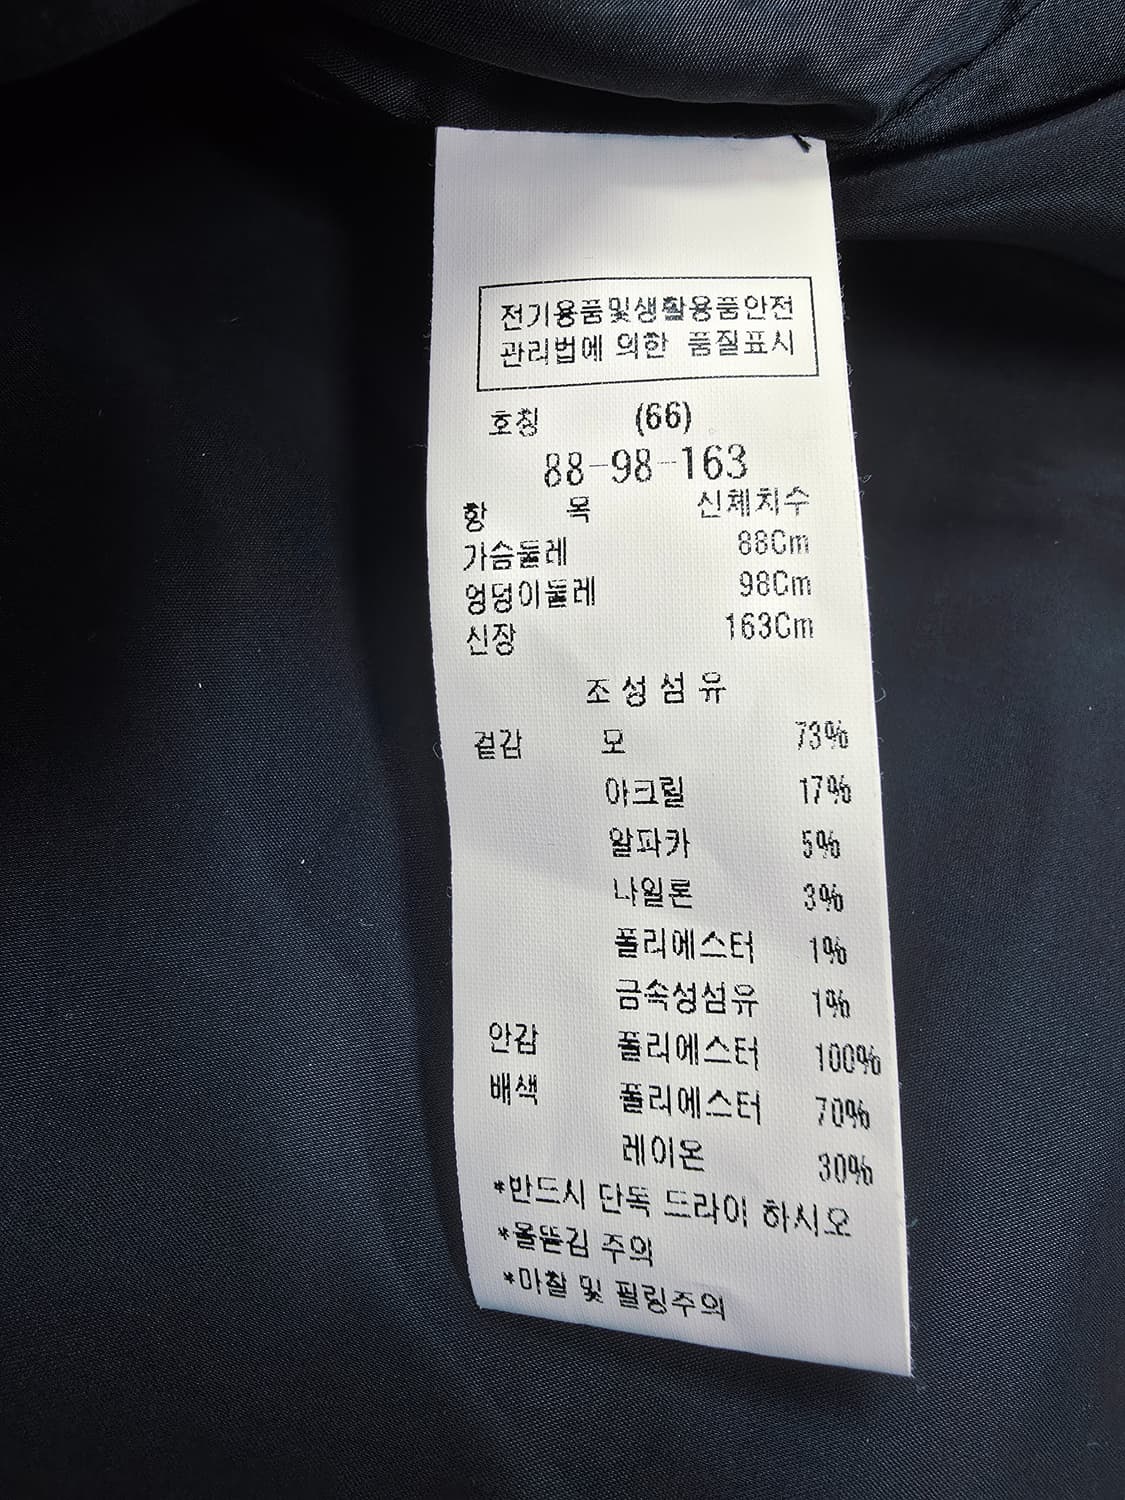 전기용품및생활용품안전
관리법에 의한 품질표시
호칭 (66)
88-98-163
항 목 신체치수
가슴둘레 88Cm
엉덩이둘레 98Cm
신장 163Cm
조성섬유
겉감 모 73%
아크릴 17%
알파카 5%
나일론 3%
폴리에스터 1%
금속성섬유 1%
안감 폴리에스터 100%
배색 폴리에스터 70%
레이온 30%
*반드시 단독 드라이 하시오
*올뜯김 주의
*마찰 및 필링주의